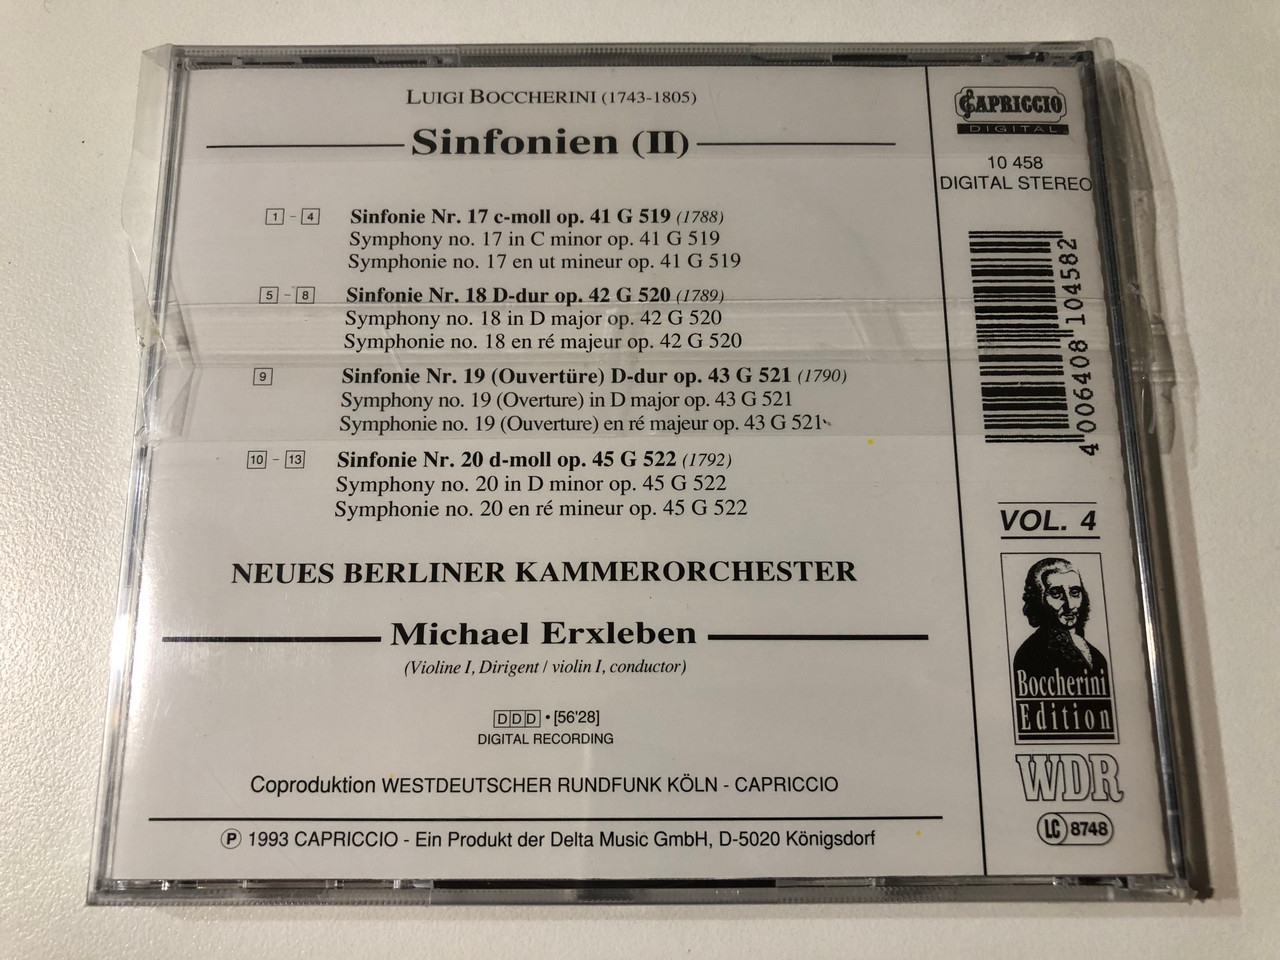 LUIGI BOCCHERINI (1743-1805)
Sinfonien (II)
1 - 4 Sinfonie Nr. 17 c-moll op. 41 G 519 (1788)
Symphony no. 17 in C minor op. 41 G 519
Symphonie no. 17 en ut mineur op. 41 G 519
5 - 8 Sinfonie Nr. 18 D-dur op. 42 G 520 (1789)
Symphony no. 18 in D major op. 42 G 520
Symphonie no. 18 en ré majeur op. 42 G 520
9 Sinfonie Nr. 19 (Ouvertüre) D-dur op. 43 G 521 (1790)
Symphony no. 19 (Overture) in D major op. 43 G 521
Symphonie no. 19 (Ouverture) en ré majeur op. 43 G 521
10 - 13 Sinfonie Nr. 20 d-moll op. 45 G 522 (1792)
Symphony no. 20 in D minor op. 45 G 522
Symphonie no. 20 en ré mineur op. 45 G 522
NEUES BERLINER KAMMERORCHESTER
Michael Erxleben
(Violine I, Dirigent / violin I, conductor)
DDD • [56'28]
DIGITAL RECORDING
Coproduktion WESTDEUTSCHER RUNDFUNK KÖLN - CAPRICCIO
Ⓟ 1993 CAPRICCIO - Ein Produkt der Delta Music GmbH, D-5020 Königsdorf
CAPRICCIO
DIGITAL
10 458
DIGITAL STEREO
4 006408 104582
VOL. 4
Boccherini
Edition
WDR
LC 8748